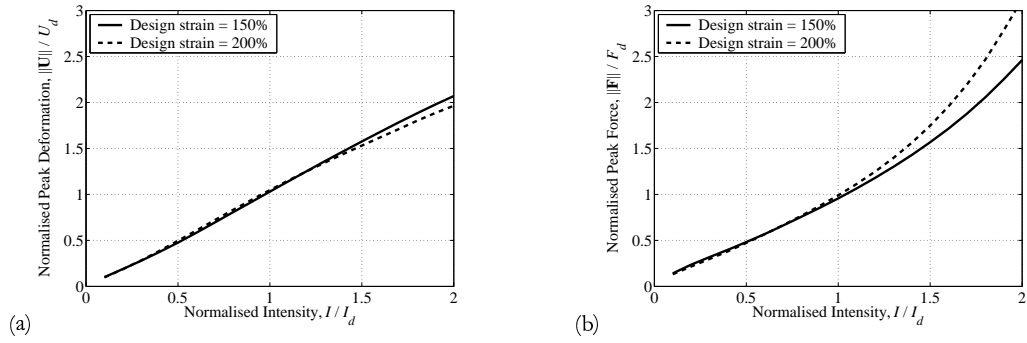 3
2.5
2
1.5
1
0.5
0
Normalised Peak Deformation, ||U|| / U_d
Design strain = 150%
Design strain = 200%
0 0.5 1 1.5 2
Normalised Intensity, I / I_d
(a)
3
2.5
2
1.5
1
0.5
0
Normalised Peak Force, ||F|| / F_d
Design strain = 150%
Design strain = 200%
0 0.5 1 1.5 2
Normalised Intensity, I / I_d
(b)